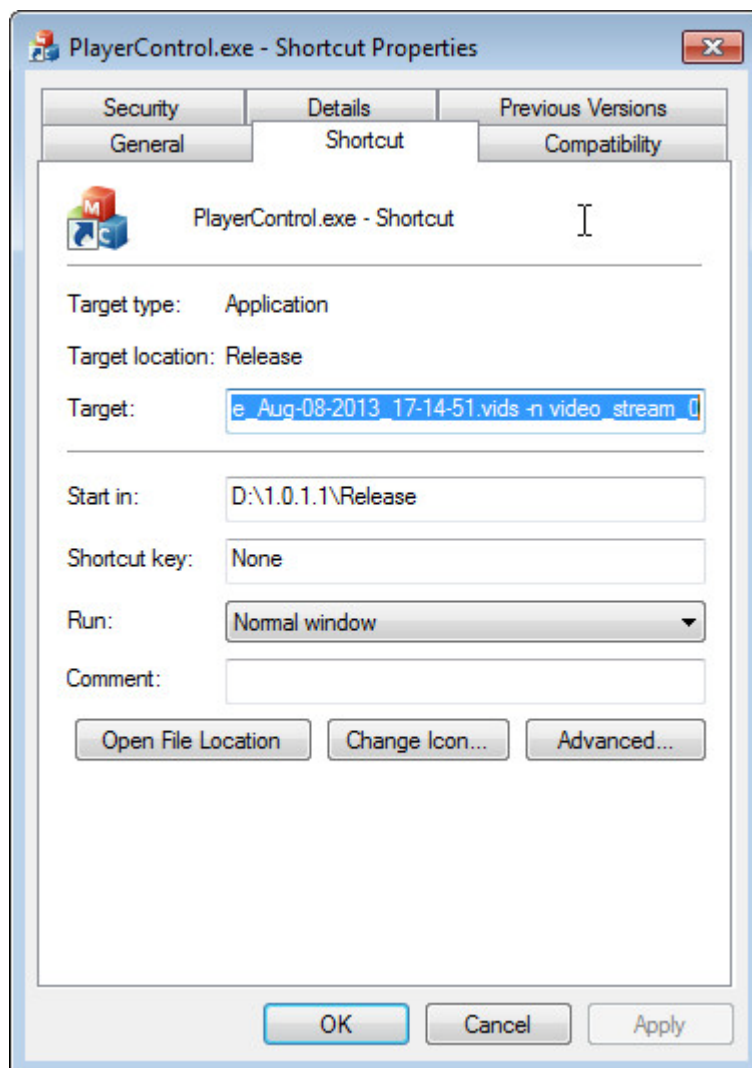 PlayerControl.exe - Shortcut Properties
Security Details Previous Versions
General Shortcut Compatibility
M
C
PlayerControl.exe - Shortcut
Target type: Application
Target location: Release
Target: e_Aug-08-2013_17-14-51.vids -n video_stream_0
Start in: D:\1.0.1.1\Release
Shortcut key: None
Run: Normal window
Comment:
Open File Location Change Icon... Advanced...
OK Cancel Apply